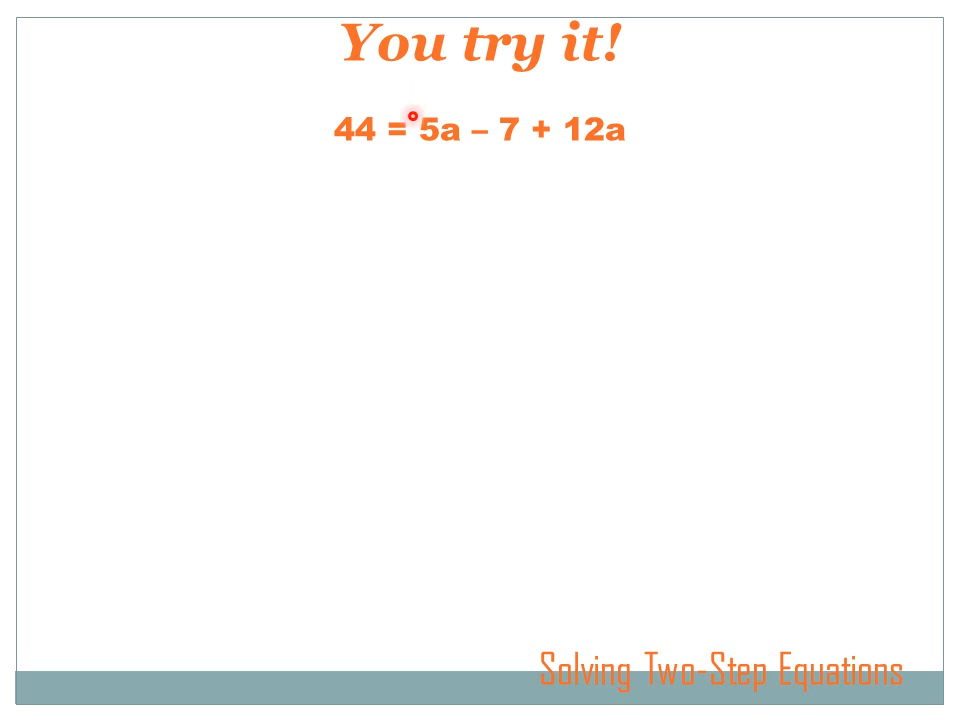 You try it!
44 = 5a – 7 + 12a
Solving Two-Step Equations